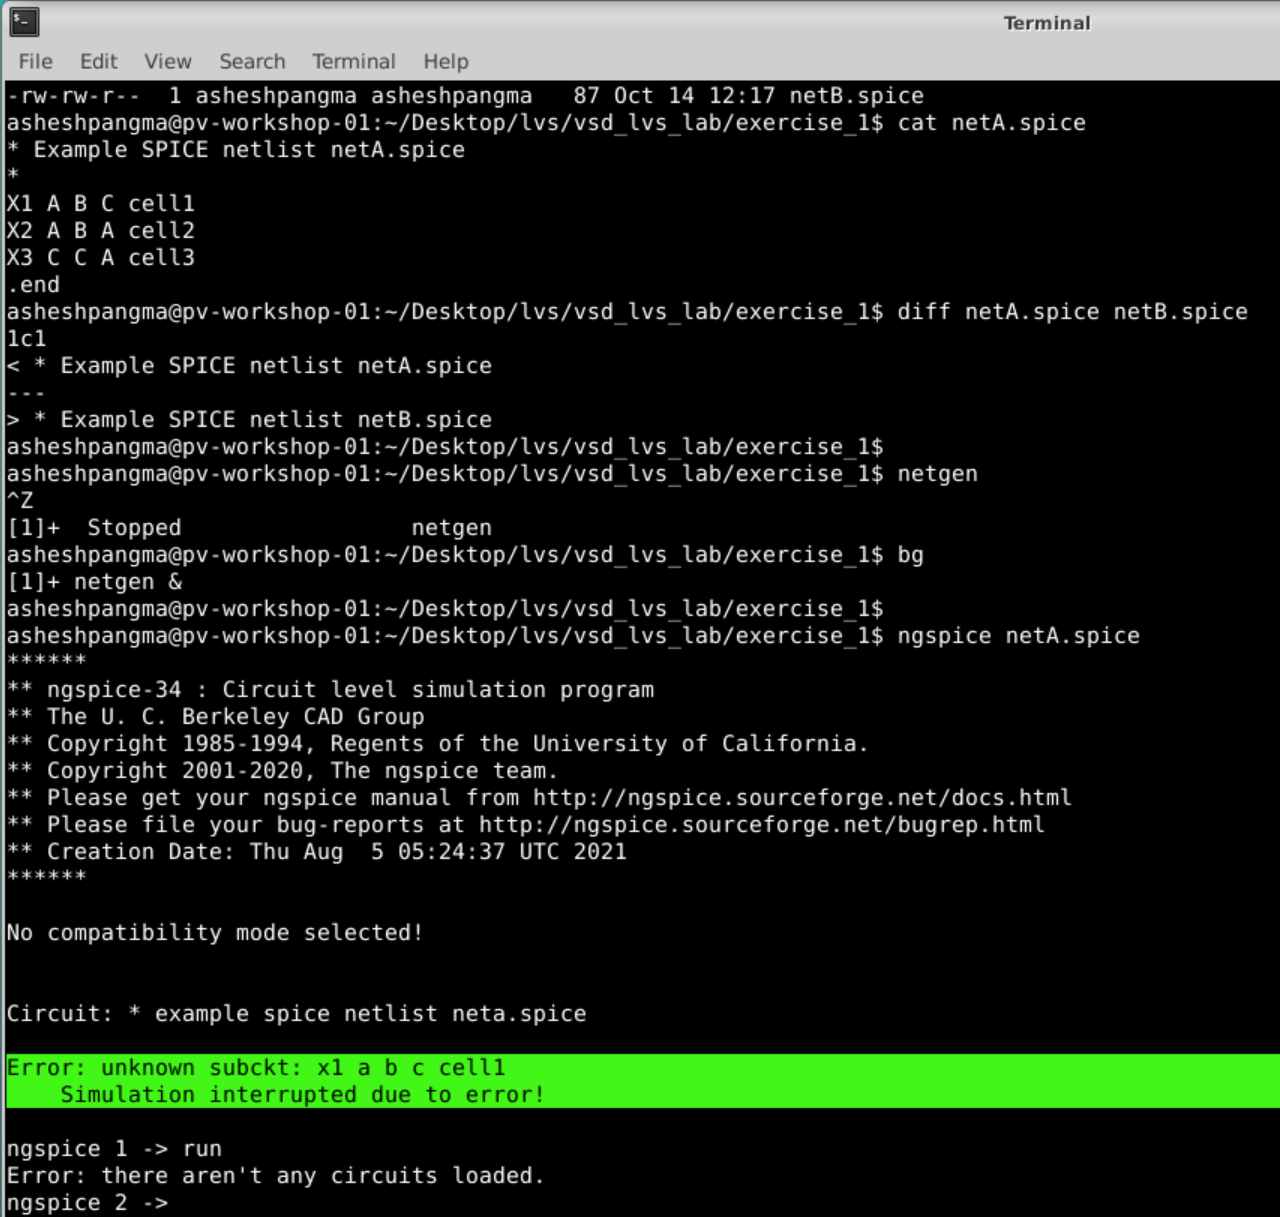 Terminal
File Edit View Search Terminal Help
-rw-rw-r--  1 asheshpangma asheshpangma   87 Oct 14 12:17 netB.spice
asheshpangma@pv-workshop-01:~/Desktop/lvs/vsd_lvs_lab/exercise_1$ cat netA.spice
* Example SPICE netlist netA.spice
*
X1 A B C cell1
X2 A B A cell2
X3 C C A cell3
.end
asheshpangma@pv-workshop-01:~/Desktop/lvs/vsd_lvs_lab/exercise_1$ diff netA.spice netB.spice
1c1
< * Example SPICE netlist netA.spice
---
> * Example SPICE netlist netB.spice
asheshpangma@pv-workshop-01:~/Desktop/lvs/vsd_lvs_lab/exercise_1$
asheshpangma@pv-workshop-01:~/Desktop/lvs/vsd_lvs_lab/exercise_1$ netgen
^Z
[1]+  Stopped                 netgen
asheshpangma@pv-workshop-01:~/Desktop/lvs/vsd_lvs_lab/exercise_1$ bg
[1]+ netgen &
asheshpangma@pv-workshop-01:~/Desktop/lvs/vsd_lvs_lab/exercise_1$
asheshpangma@pv-workshop-01:~/Desktop/lvs/vsd_lvs_lab/exercise_1$ ngspice netA.spice
******
** ngspice-34 : Circuit level simulation program
** The U. C. Berkeley CAD Group
** Copyright 1985-1994, Regents of the University of California.
** Copyright 2001-2020, The ngspice team.
** Please get your ngspice manual from http://ngspice.sourceforge.net/docs.html
** Please file your bug-reports at http://ngspice.sourceforge.net/bugrep.html
** Creation Date: Thu Aug  5 05:24:37 UTC 2021
******
No compatibility mode selected!
Circuit: * example spice netlist neta.spice
Error: unknown subckt: x1 a b c cell1
    Simulation interrupted due to error!
ngspice 1 -> run
Error: there aren't any circuits loaded.
ngspice 2 ->